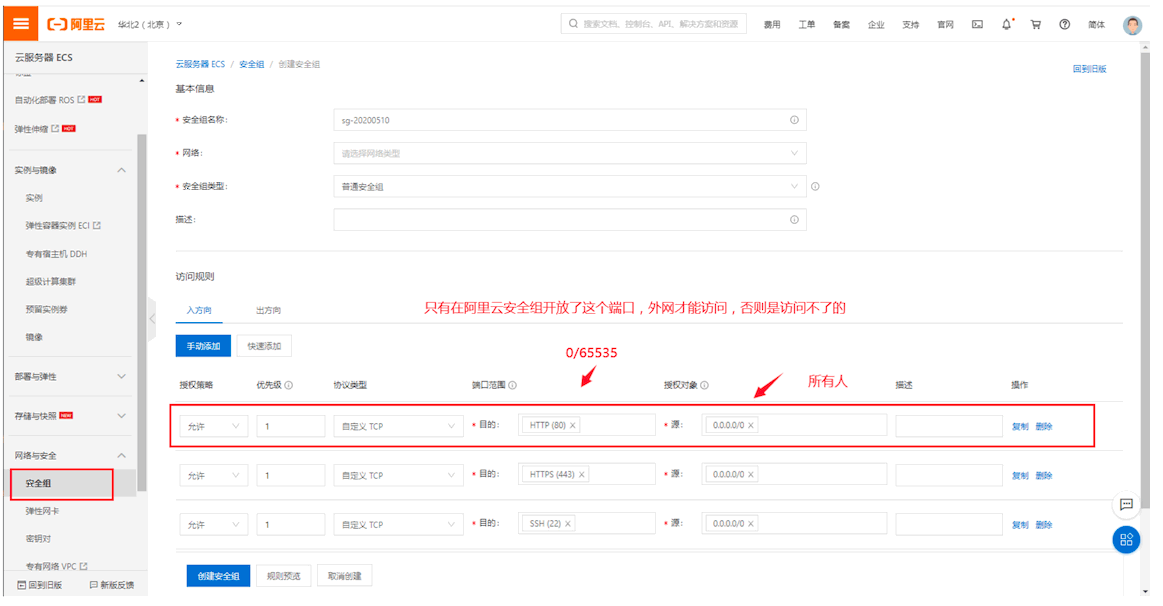 阿里云 华北2（北京） 搜索文档、控制台、API、解决方案和资源 费用 工单 备案 企业 支持 官网 简体
云服务器 ECS
自动化部署 ROS HOT
弹性伸缩 HOT
实例与镜像
实例
弹性容器实例 ECI
专有宿主机 DDH
超级计算集群
预留实例券
镜像
部署与弹性
存储与快照 NEW
网络与安全
安全组
弹性网卡
密钥对
专有网络 VPC
回到旧版 新版反馈
云服务器 ECS / 安全组 / 创建安全组
回到旧版
基本信息
* 安全组名称: sg-20200510
* 网络: 请选择网络类型
* 安全组类型: 普通安全组
描述:
访问规则
只有在阿里云安全组开放了这个端口，外网才能访问，否则是访问不了的
入方向 出方向
手动添加 快速添加
0/65535
所有人
授权策略 优先级 协议类型 端口范围 授权对象 描述 操作
允许 1 自定义 TCP * 目的: HTTP (80) × * 源: 0.0.0.0/0 × 复制 删除
允许 1 自定义 TCP * 目的: HTTPS (443) × * 源: 0.0.0.0/0 × 复制 删除
允许 1 自定义 TCP * 目的: SSH (22) × * 源: 0.0.0.0/0 × 复制 删除
创建安全组 规则预览 取消创建